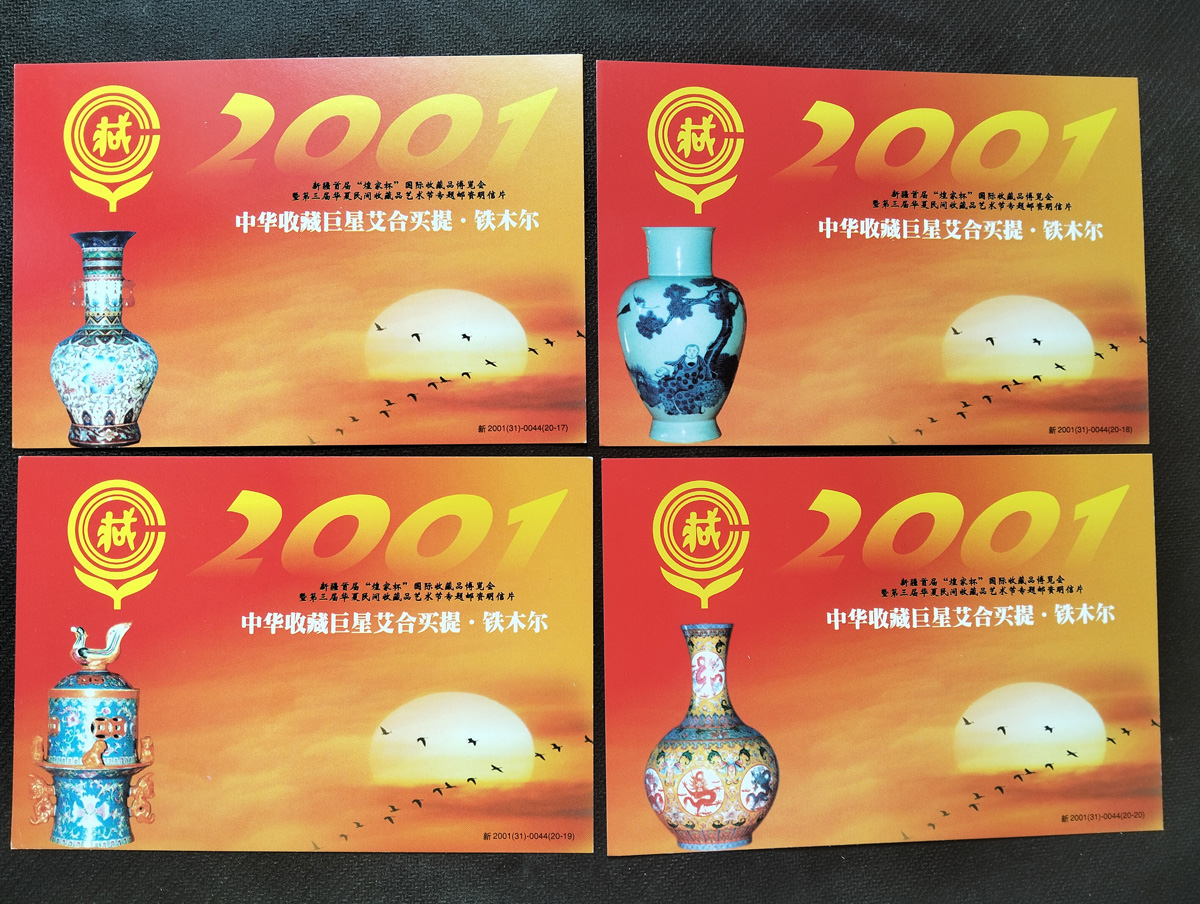 藏
2001
新疆首届“煌家杯”国际收藏品博览会
暨第三届华夏民间收藏品艺术节专题邮资明信片
中华收藏巨星艾合买提·铁木尔
新 2001(31)-0044(20-17)
藏
2001
新疆首届“煌家杯”国际收藏品博览会
暨第三届华夏民间收藏品艺术节专题邮资明信片
中华收藏巨星艾合买提·铁木尔
新 2001(31)-0044(20-18)
藏
2001
新疆首届“煌家杯”国际收藏品博览会
暨第三届华夏民间收藏品艺术节专题邮资明信片
中华收藏巨星艾合买提·铁木尔
新 2001(31)-0044(20-19)
藏
2001
新疆首届“煌家杯”国际收藏品博览会
暨第三届华夏民间收藏品艺术节专题邮资明信片
中华收藏巨星艾合买提·铁木尔
新 2001(31)-0044(20-20)